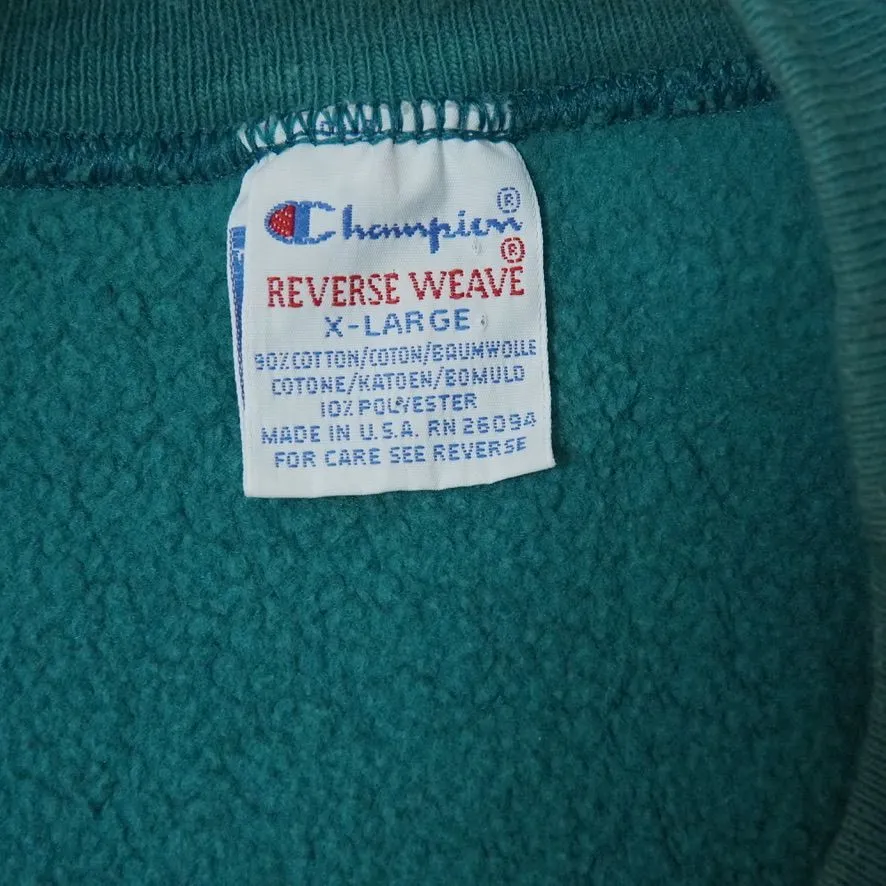 Champion®
REVERSE WEAVE®
X-LARGE
90% COTTON/COTON/BAUMWOLLE
COTONE/KATOEN/BOMULD
10% POLYESTER
MADE IN U.S.A. RN 26094
FOR CARE SEE REVERSE